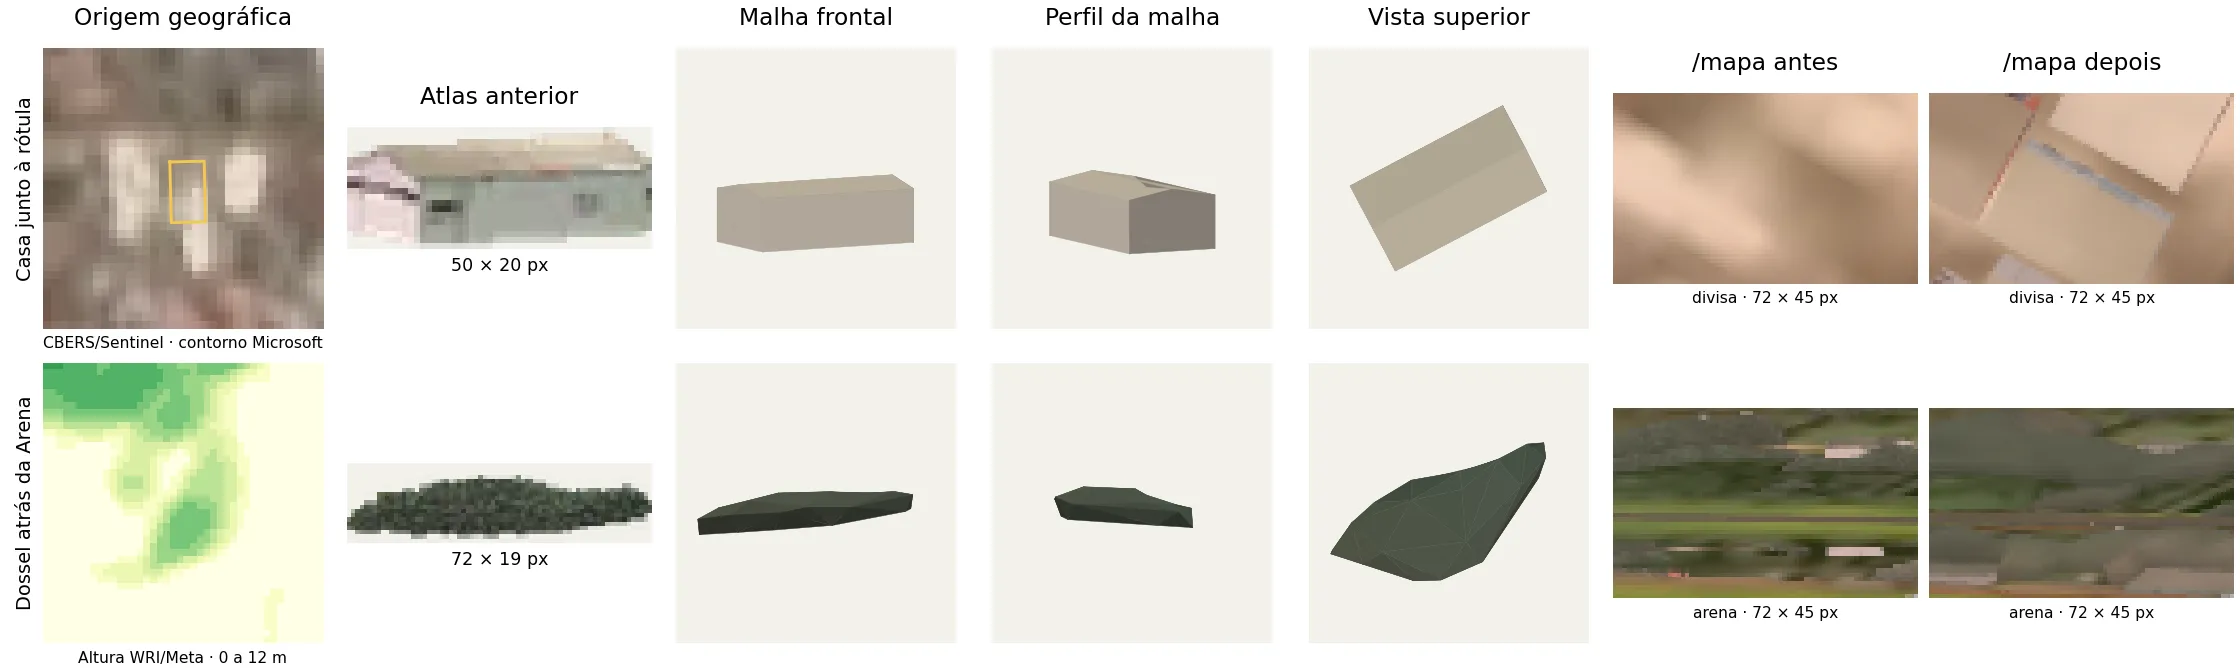 Origem geográfica
Malha frontal
Perfil da malha
Vista superior
/mapa antes
/mapa depois
Atlas anterior
Casa junto à rótula
50 × 20 px
divisa · 72 × 45 px
divisa · 72 × 45 px
CBERS/Sentinel · contorno Microsoft
Dossel atrás da Arena
72 × 19 px
arena · 72 × 45 px
arena · 72 × 45 px
Altura WRI/Meta · 0 a 12 m